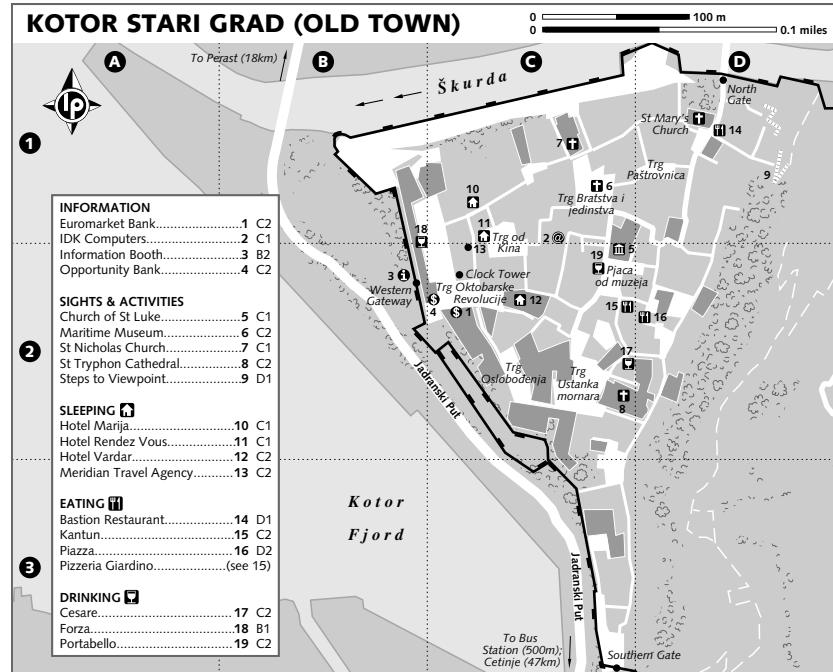 KOTOR STARI GRAD (OLD TOWN)
0 100 m
0 0.1 miles
A
B
C
D
To Perast (18km)
Škurda
North
Gate
lp
St Mary's
Church
14
1
7
Trg
Paštrovnica
9
6
10
Trg Bratstva i
jedinstva
INFORMATION
Euromarket Bank 1 C2
IDK Computers 2 C1
Information Booth 3 B2
Opportunity Bank 4 C2
SIGHTS & ACTIVITIES
Church of St Luke 5 C1
Maritime Museum 6 C2
St Nicholas Church 7 C1
St Tryphon Cathedral 8 C2
Steps to Viewpoint 9 D1
SLEEPING
Hotel Marija 10 C1
Hotel Rendez Vous 11 C1
Hotel Vardar 12 C2
Meridian Travel Agency 13 C2
EATING
Bastion Restaurant 14 D1
Kantun 15 C2
Piazza 16 D2
Pizzeria Giardino (see 15)
DRINKING
Cesare 17 C2
Forza 18 B1
Portabello 19 C2
18
11
Trg od
Kina
13
2 @
5
19
Pjaca
od muzeja
3 i
Western
Gateway
Clock Tower
Trg
Oktobarske
Revolucije
12
$
4
$
1
15
16
2
17
Trg
Oslobođenja
Trg
Ustanka
mornara
8
Jadranski Put
Kotor
Fjord
3
Jadranski Put
To Bus
Station (500m);
Cetinje (47km)
Southern Gate